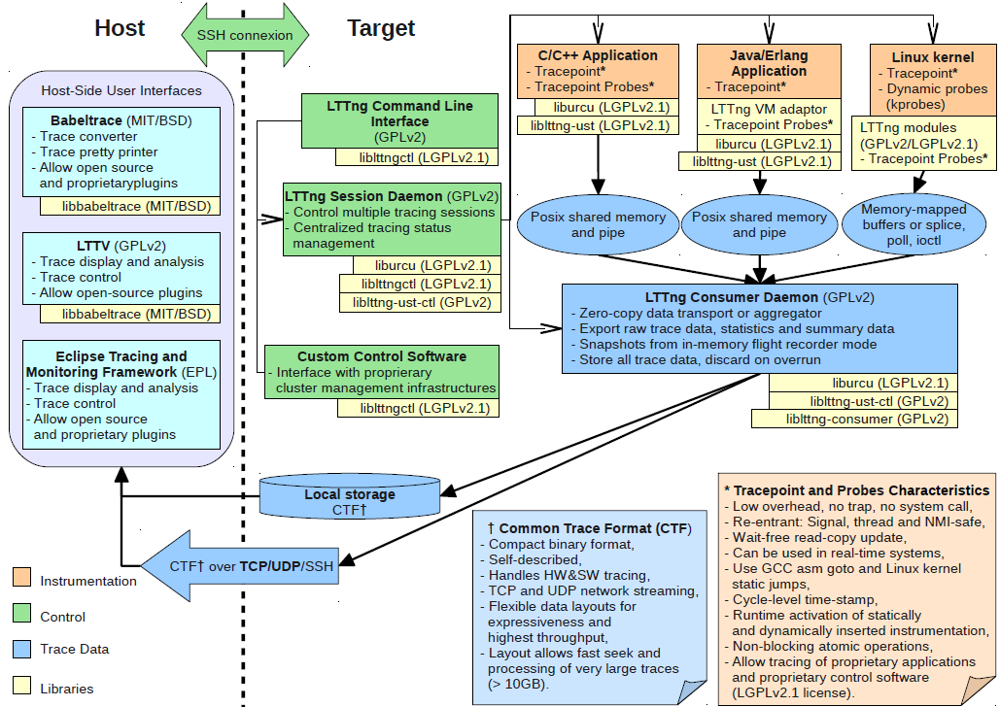 Host
SSH connexion
Target
Host-Side User Interfaces
Babeltrace (MIT/BSD)
- Trace converter
- Trace pretty printer
- Allow open source
and proprietaryplugins
libbabeltrace (MIT/BSD)
LTTV (GPLv2)
- Trace display and analysis
- Trace control
- Allow open-source plugins
libbabeltrace (MIT/BSD)
Eclipse Tracing and
Monitoring Framework (EPL)
- Trace display and analysis
- Trace control
- Allow open source
and proprietary plugins
LTTng Command Line
Interface
(GPLv2)
liblttngctl (LGPLv2.1)
LTTng Session Daemon (GPLv2)
- Control multiple tracing sessions
- Centralized tracing status
management
liburcu (LGPLv2.1)
liblttngctl (LGPLv2.1)
liblttng-ust-ctl (GPLv2)
Custom Control Software
- Interface with proprierary
cluster management infrastructures
liblttngctl (LGPLv2.1)
C/C++ Application
- Tracepoint*
- Tracepoint Probes*
liburcu (LGPLv2.1)
liblttng-ust (LGPLv2.1)
Java/Erlang
Application
- Tracepoint*
LTTng VM adaptor
- Tracepoint Probes*
liburcu (LGPLv2.1)
liblttng-ust (LGPLv2.1)
Linux kernel
- Tracepoint*
- Dynamic probes
(kprobes)
LTTng modules
(GPLv2/LGPLv2.1)
- Tracepoint Probes*
Posix shared memory
and pipe
Posix shared memory
and pipe
Memory-mapped
buffers or splice,
poll, ioctl
LTTng Consumer Daemon (GPLv2)
- Zero-copy data transport or aggregator
- Export raw trace data, statistics and summary data
- Snapshots from in-memory flight recorder mode
- Store all trace data, discard on overrun
liburcu (LGPLv2.1)
liblttng-ust-ctl (GPLv2)
liblttng-consumer (GPLv2)
Local storage
CTF†
CTF† over TCP/UDP/SSH
Instrumentation
Control
Trace Data
Libraries
† Common Trace Format (CTF)
- Compact binary format,
- Self-described,
- Handles HW&SW tracing,
- TCP and UDP network streaming,
- Flexible data layouts for
expressiveness and
highest throughput,
- Layout allows fast seek and
processing of very large traces
(> 10GB).
* Tracepoint and Probes Characteristics
- Low overhead, no trap, no system call,
- Re-entrant: Signal, thread and NMI-safe,
- Wait-free read-copy update,
- Can be used in real-time systems,
- Use GCC asm goto and Linux kernel
static jumps,
- Cycle-level time-stamp,
- Runtime activation of statically
and dynamically inserted instrumentation,
- Non-blocking atomic operations,
- Allow tracing of proprietary applications
and proprietary control software
(LGPLv2.1 license).